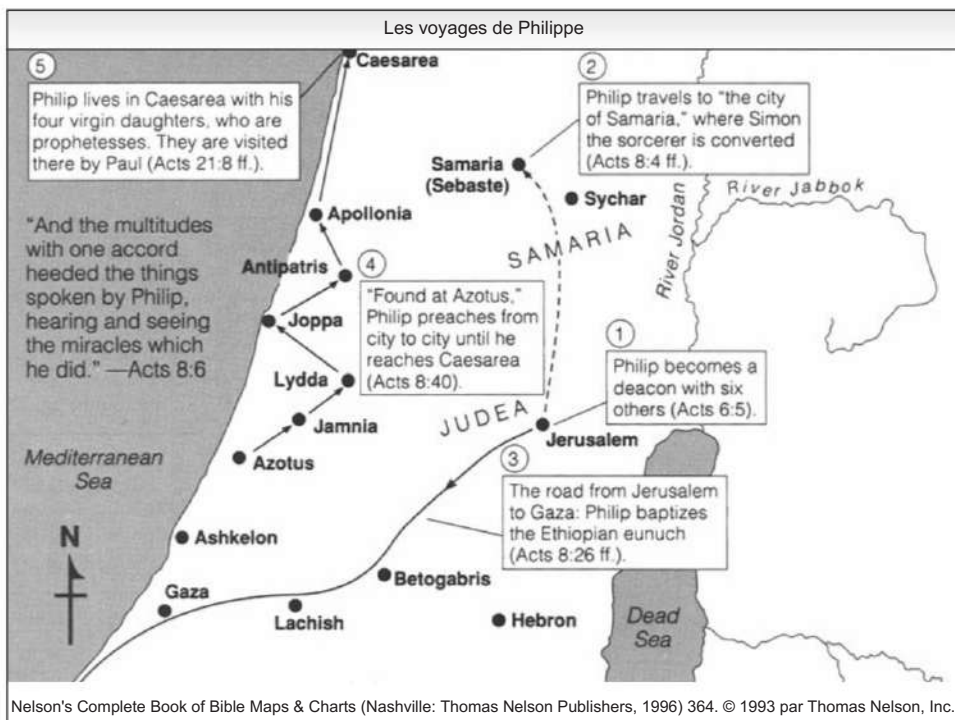 Les voyages de Philippe
5
Philip lives in Caesarea with his
four virgin daughters, who are
prophetesses. They are visited
there by Paul (Acts 21:8 ff.).
Caesarea
2
Philip travels to "the city
of Samaria," where Simon
the sorcerer is converted
(Acts 8:4 ff.).
Samaria
(Sebaste)
Sychar
River Jordan
River Jabbok
"And the multitudes
with one accord
heeded the things
spoken by Philip,
hearing and seeing
the miracles which
he did." —Acts 8:6
Apollonia
SAMARIA
Antipatris
4
"Found at Azotus,"
Philip preaches from
city to city until he
reaches Caesarea
(Acts 8:40).
Joppa
Lydda
1
Philip becomes a
deacon with six
others (Acts 6:5).
JUDEA
Jamnia
Jerusalem
Azotus
Mediterranean
Sea
3
The road from Jerusalem
to Gaza: Philip baptizes
the Ethiopian eunuch
(Acts 8:26 ff.).
N
Ashkelon
Gaza
Betogabris
Lachish
Hebron
Dead
Sea
Nelson's Complete Book of Bible Maps & Charts (Nashville: Thomas Nelson Publishers, 1996) 364. © 1993 par Thomas Nelson, Inc.